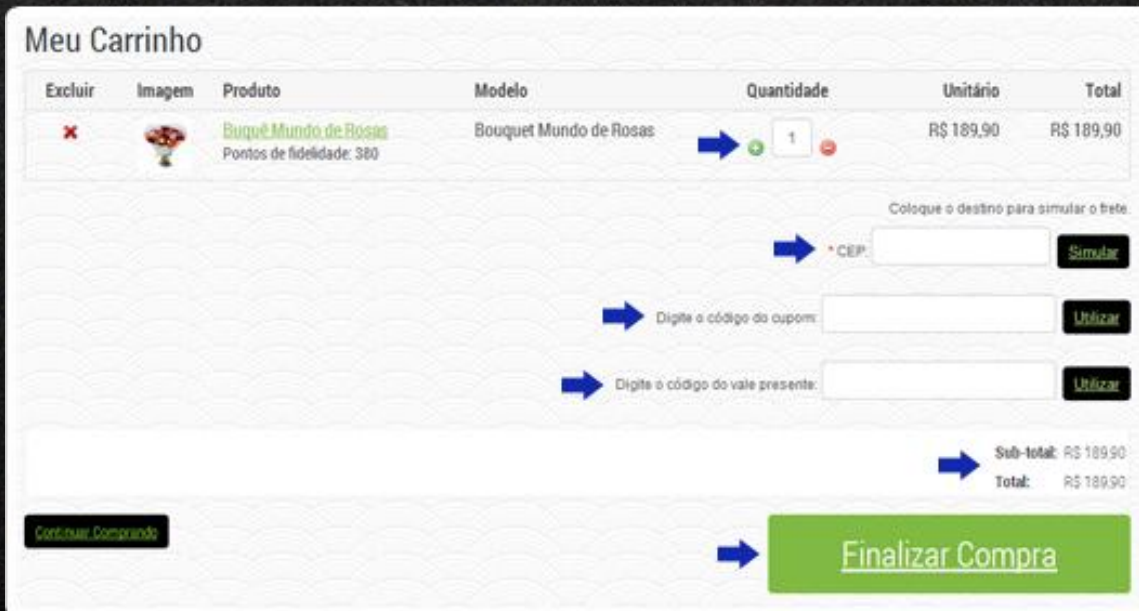 Meu Carrinho
Excluir Imagem Produto Modelo Quantidade Unitário Total
Buquê Mundo de Rosas Bouquet Mundo de Rosas 1 R$ 189,90 R$ 189,90
Pontos de fidelidade: 380
Coloque o destino para simular o frete.
* CEP: Simular
Digite o código do cupom: Utilizar
Digite o código do vale presente: Utilizar
Sub-total: R$ 189,90
Total: R$ 189,90
Continuar Comprando
Finalizar Compra